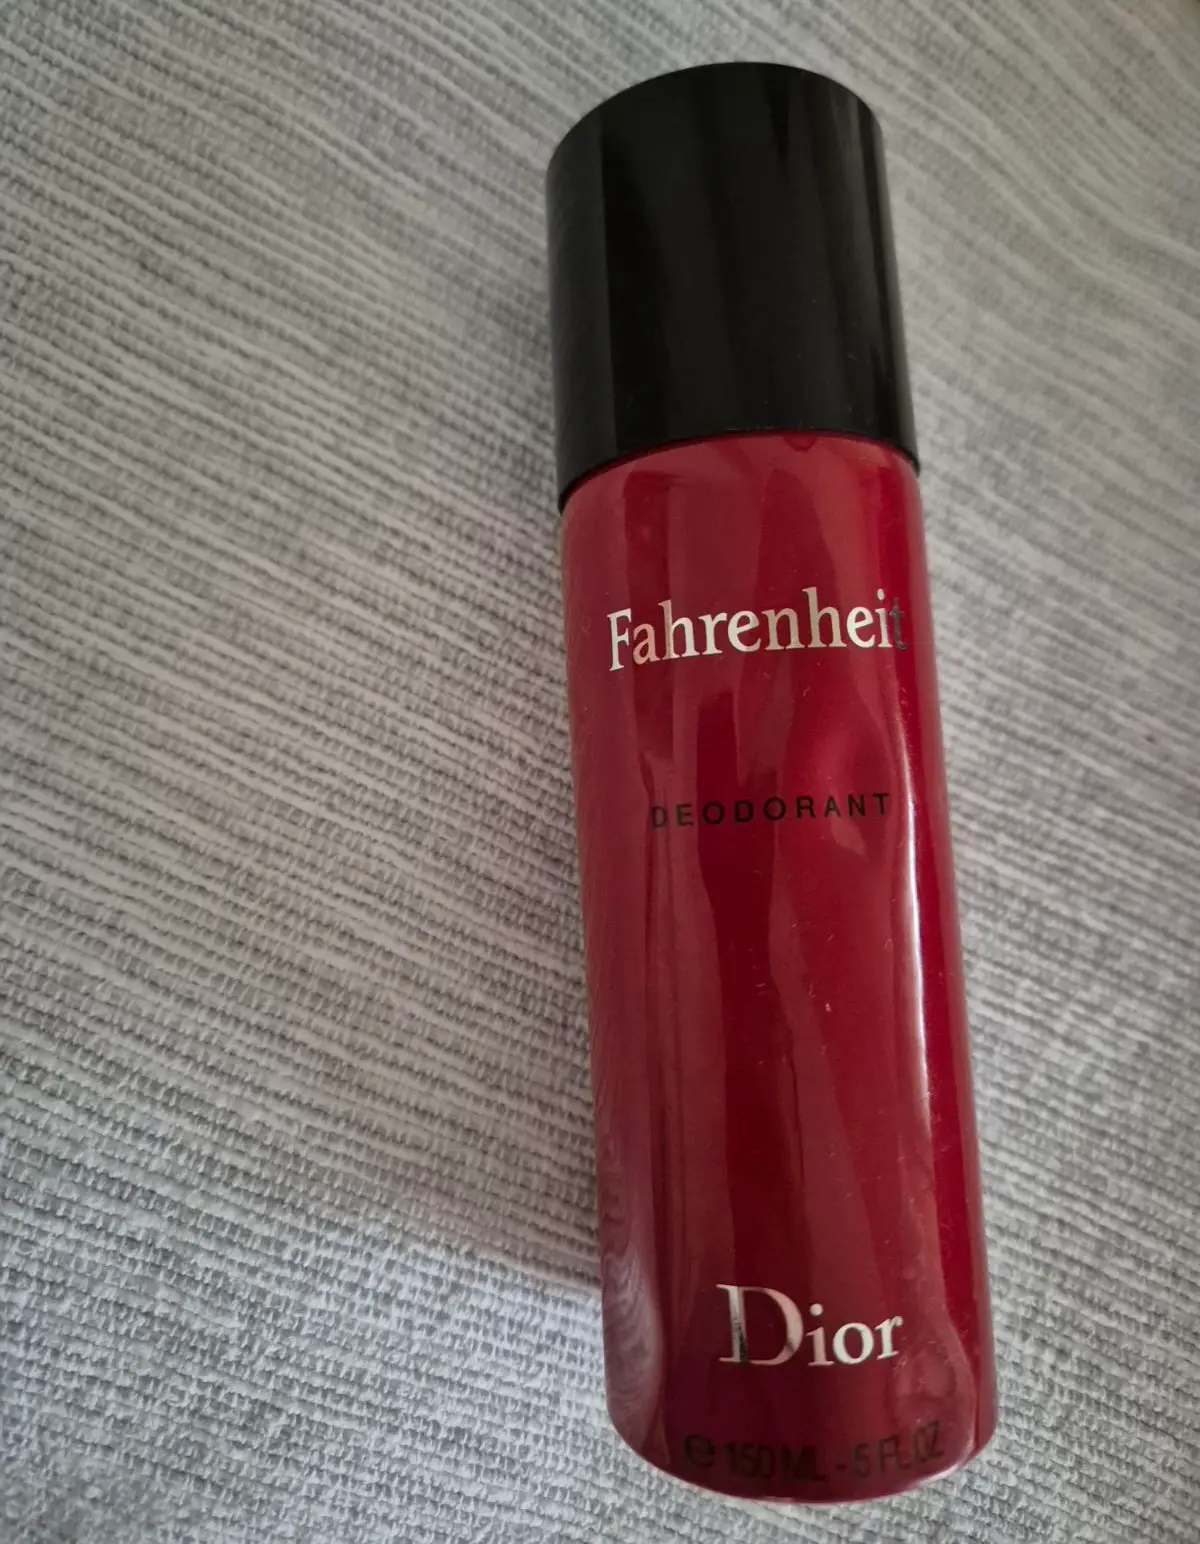 Fahrenheit
DEODORANT
Dior
℮ 150 ML - 5 FL.OZ